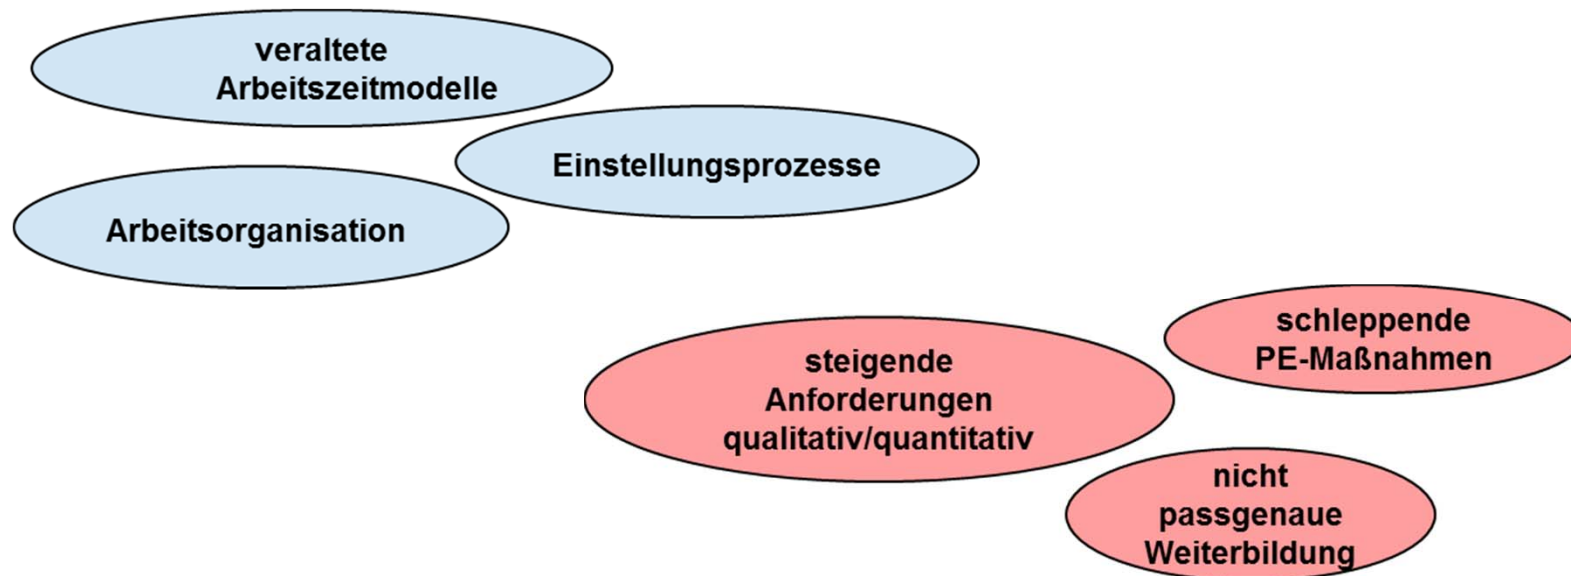 veraltete
Arbeitszeitmodelle
Einstellungsprozesse
Arbeitsorganisation
schleppende
PE-Maßnahmen
steigende
Anforderungen
qualitativ/quantitativ
nicht
passgenaue
Weiterbildung